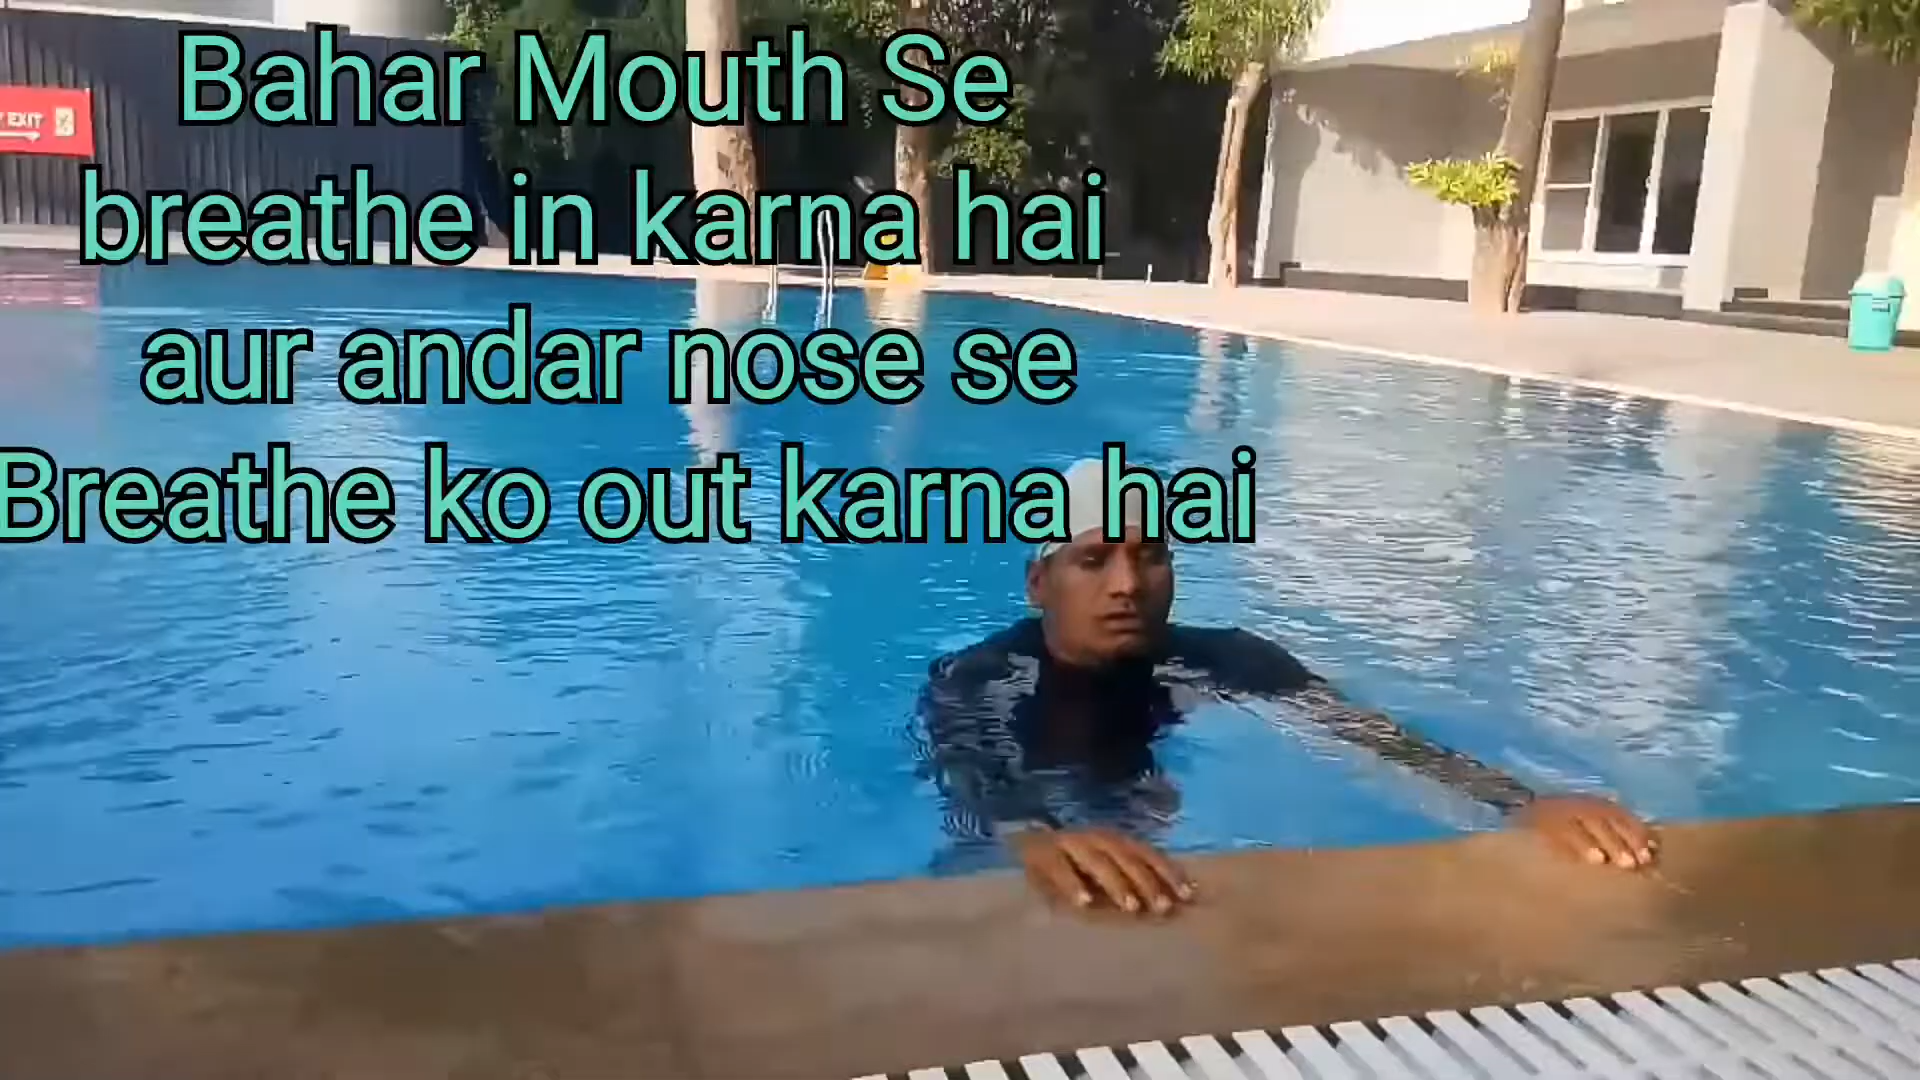 Bahar Mouth Se
breathe in karna hai
aur andar nose se
Breathe ko out karna hai
EXIT